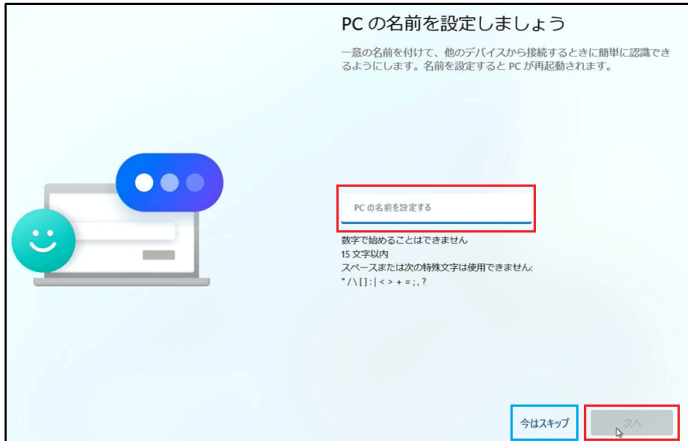 PC の名前を設定しましょう
一意の名前を付けて、他のデバイスから接続するときに簡単に認識でき
るようにします。名前を設定すると PC が再起動されます。
PC の名前を設定する
数字で始めることはできません
15 文字以内
スペースまたは次の特殊文字は使用できません:
" / \ [ ] : | < > + = ; , ?
今はスキップ
次へ